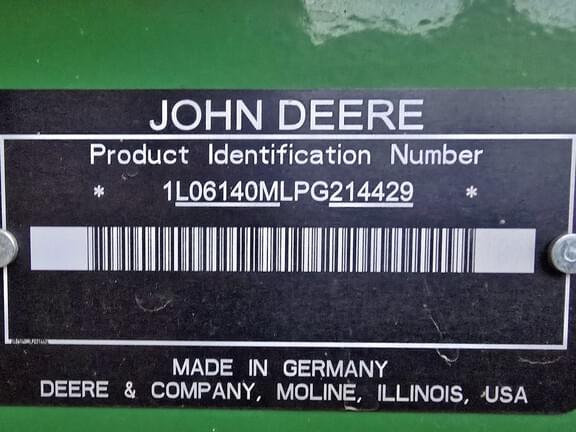 JOHN DEERE
Product Identification Number
* 1L06140MLPG214429 *
MADE IN GERMANY
DEERE & COMPANY, MOLINE, ILLINOIS, USA